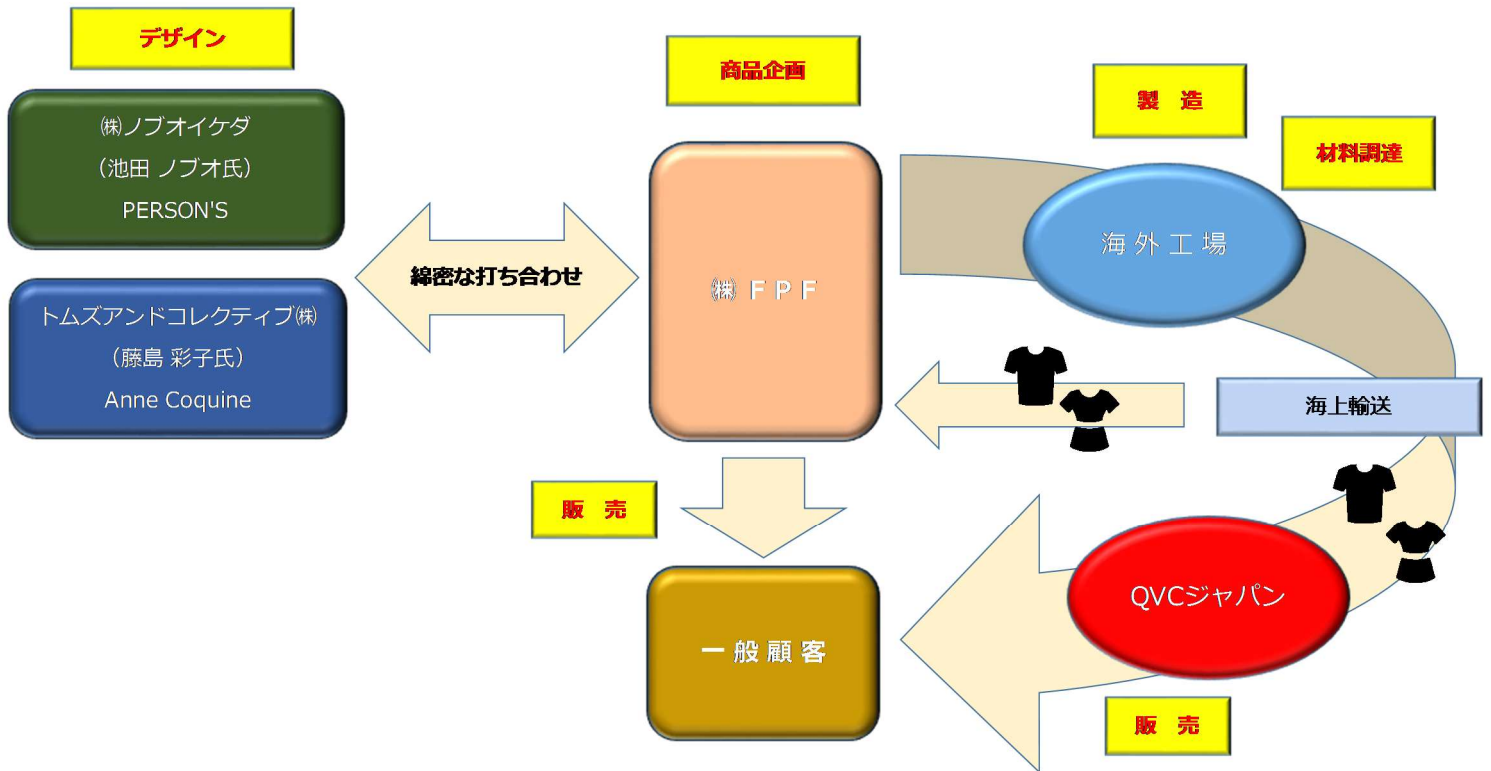 デザイン
㈱ノブオイケダ
（池田 ノブオ氏）
PERSON'S
トムズアンドコレクティブ㈱
（藤島 彩子氏）
Anne Coquine
綿密な打ち合わせ
商品企画
㈱ＦＰＦ
製　造
材料調達
海 外 工 場
海上輸送
販　売
一 般 顧 客
QVCジャパン
販　売